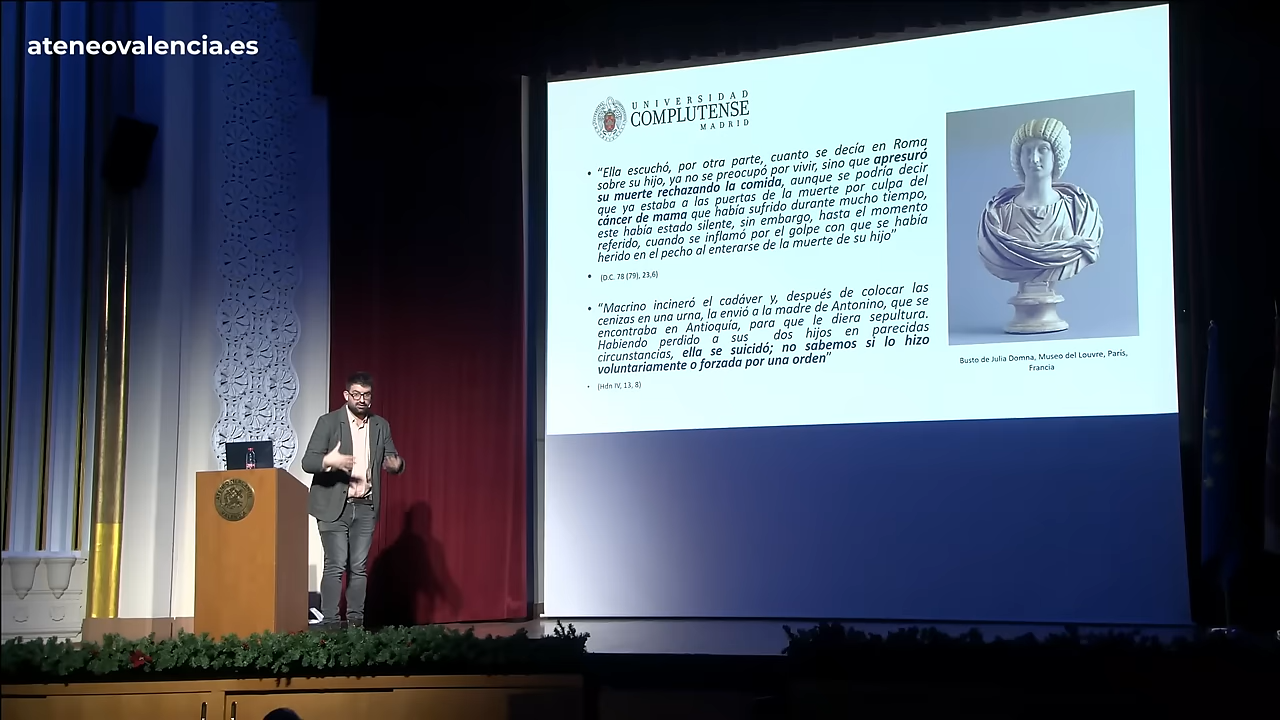 ateneovalencia.es
UNIVERSIDAD
COMPLUTENSE
MADRID
• “Ella escuchó, por otra parte, cuanto se decía en Roma
sobre su hijo, ya no se preocupó por vivir, sino que apresuró
su muerte rechazando la comida, aunque se podría decir
que ya estaba a las puertas de la muerte por culpa del
cáncer de mama que había sufrido durante mucho tiempo,
este había estado silente, sin embargo, hasta el momento
referido, cuando se inflamó por el golpe con que se había
herido en el pecho al enterarse de la muerte de su hijo”
• (D.C. 78 (79), 23,6)
• “Macrino incineró el cadáver y, después de colocar las
cenizas en una urna, la envió a la madre de Antonino, que se
encontraba en Antioquía, para que le diera sepultura.
Habiendo perdido a sus dos hijos en parecidas
circunstancias, ella se suicidó; no sabemos si lo hizo
voluntariamente o forzada por una orden”
• (Hdn IV, 13, 8)
Busto de Julia Domna, Museo del Louvre, París,
Francia